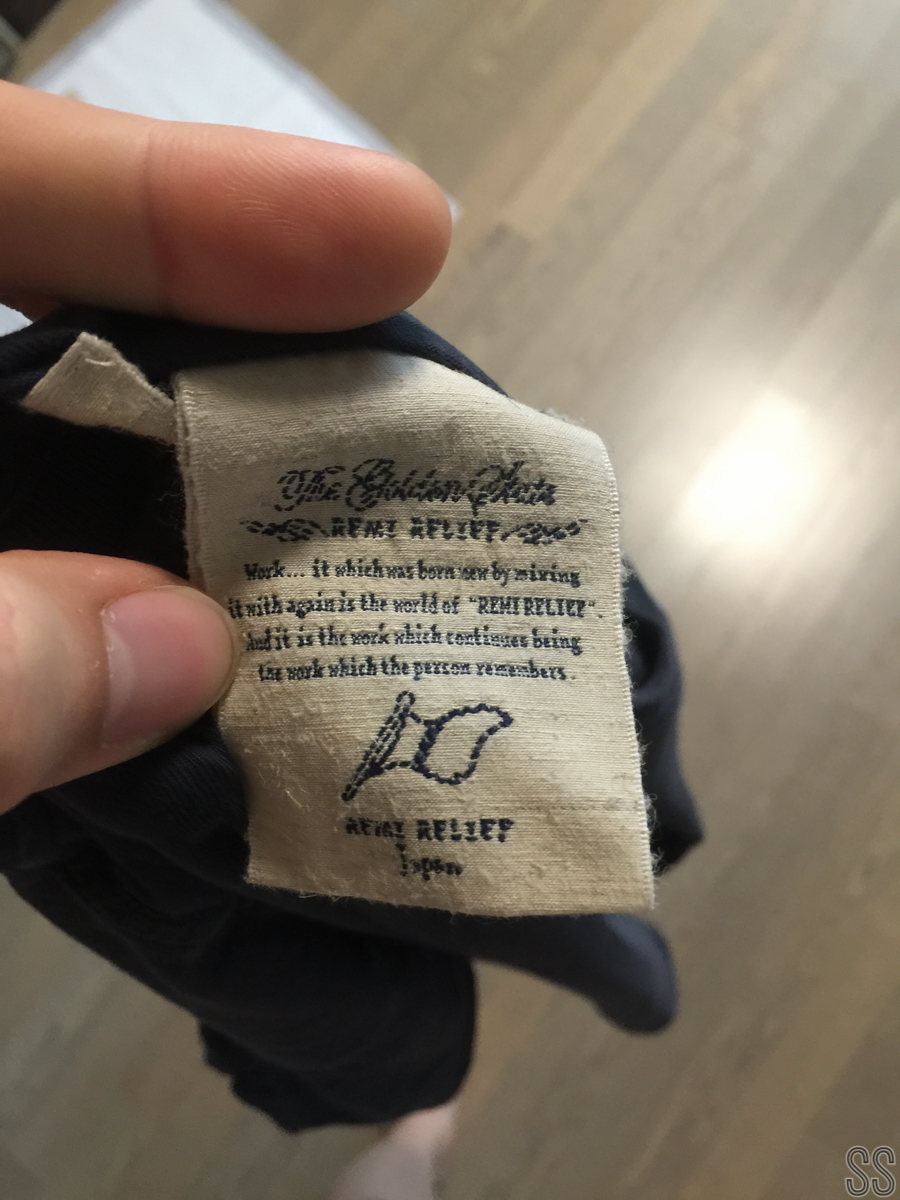 The Golden State
REMI RELIEF
Work... it which was born new by mixing
it with again is the world of "REMI RELIEF".
And it is the work which continues being
the work which the person remembers.
REMI RELIEF
Japan
SS